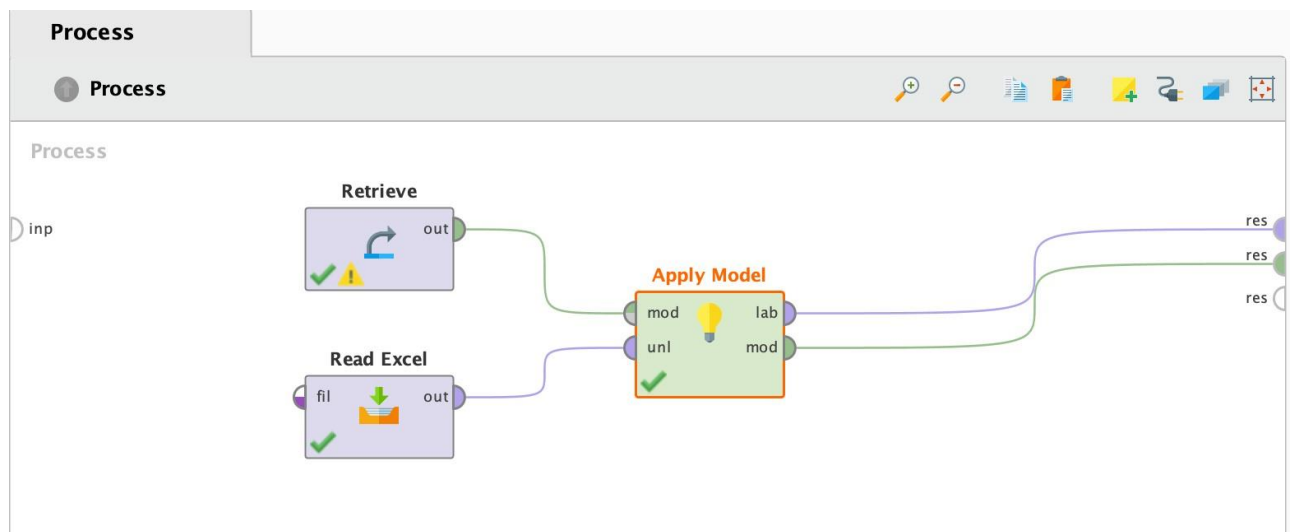 Process
Process
Process
inp
Retrieve
out
res
res
res
Apply Model
mod
lab
unl
mod
Read Excel
fil
out